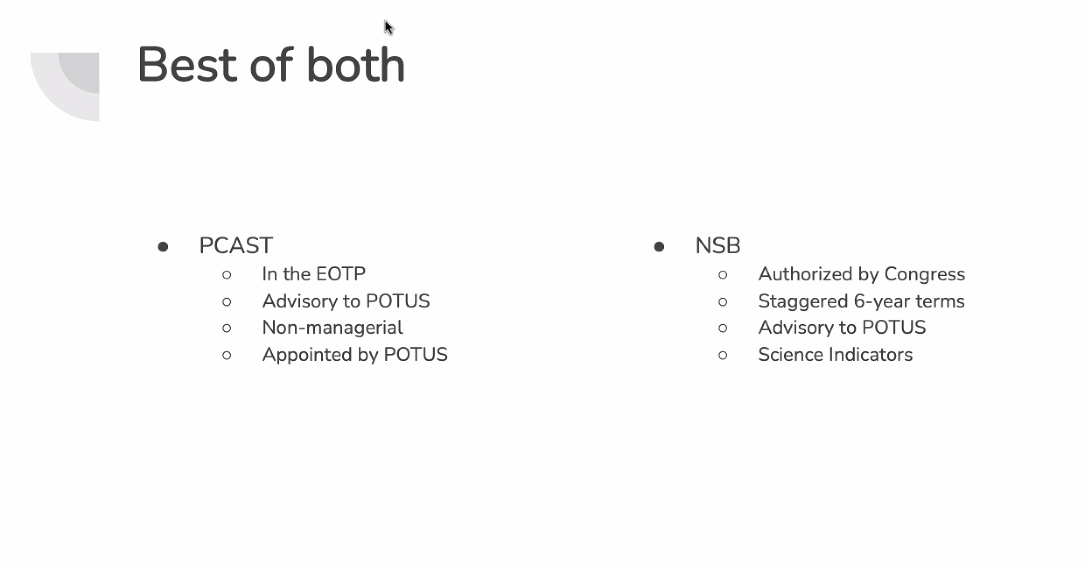 Best of both
● PCAST
○ In the EOTP
○ Advisory to POTUS
○ Non-managerial
○ Appointed by POTUS
● NSB
○ Authorized by Congress
○ Staggered 6-year terms
○ Advisory to POTUS
○ Science Indicators